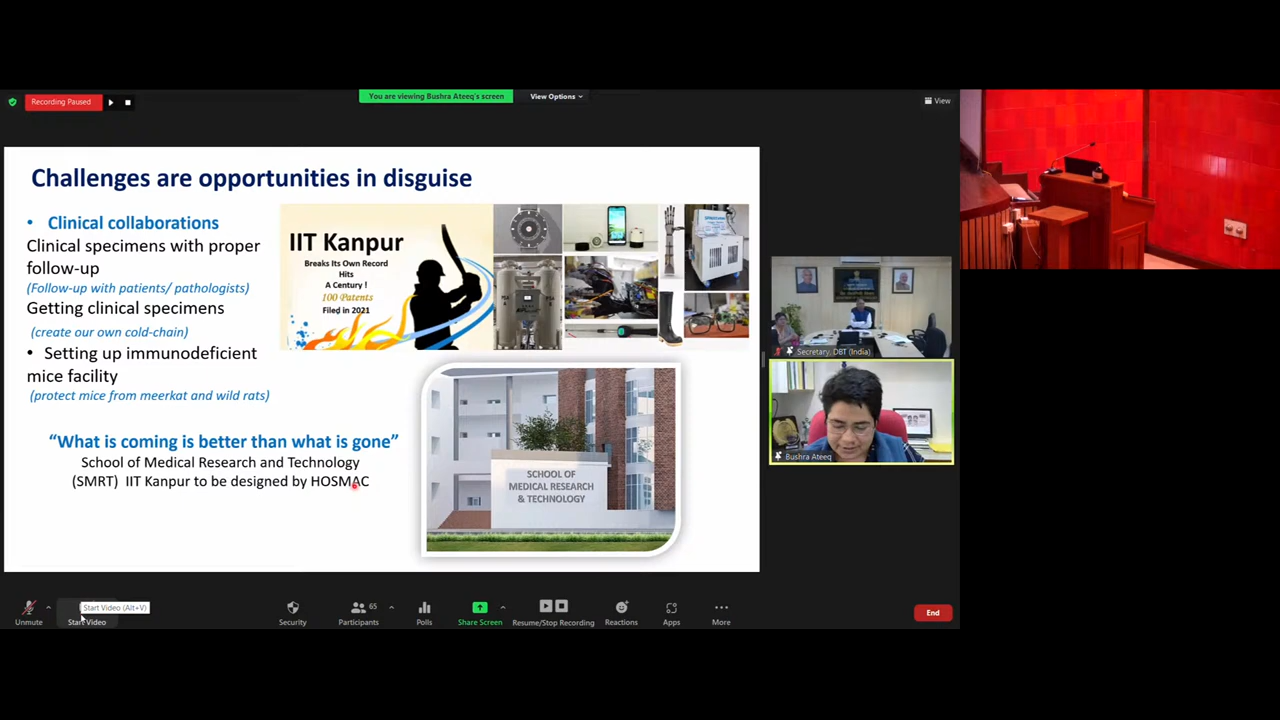 Recording Paused
You are viewing Bushra Ateeq's screen
View Options
View
Challenges are opportunities in disguise
• Clinical collaborations
Clinical specimens with proper
follow-up
(Follow-up with patients/ pathologists)
Getting clinical specimens
(create our own cold-chain)
• Setting up immunodeficient
mice facility
(protect mice from meerkat and wild rats)
IIT Kanpur
Breaks Its Own Record
Hits
A Century !
100 Patents
Filed in 2021
“What is coming is better than what is gone”
School of Medical Research and Technology
(SMRT) IIT Kanpur to be designed by HOSMAC
SCHOOL OF
MEDICAL RESEARCH
& TECHNOLOGY
Secretary, DBT (India)
Bushra Ateeq
Start Video (Alt+V)
Unmute
Start Video
Security
65
Participants
Polls
Share Screen
Resume/Stop Recording
Reactions
Apps
More
End